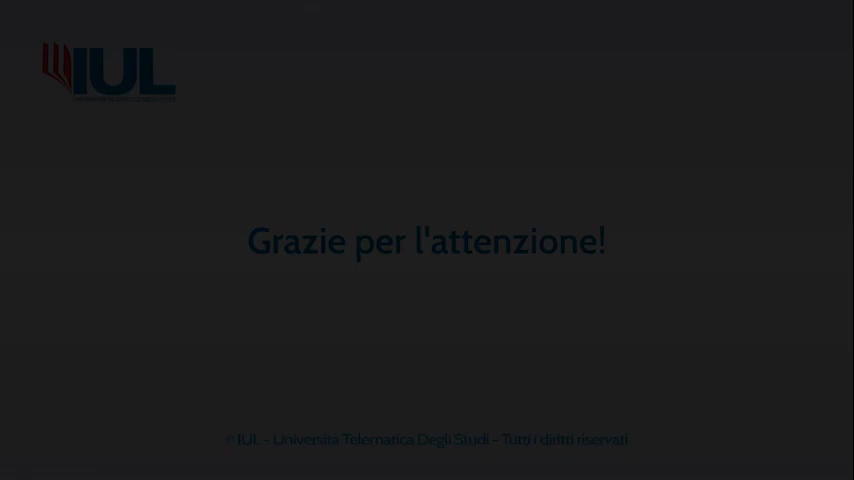 IUL
Grazie per l'attenzione!
© IUL - Università Telematica Degli Studi - Tutti i diritti riservati